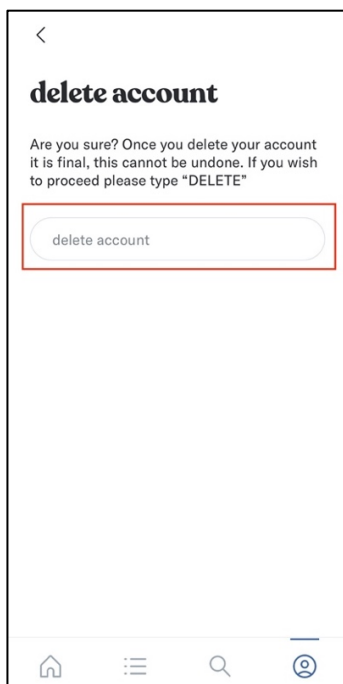 delete account
Are you sure? Once you delete your account
it is final, this cannot be undone. If you wish
to proceed please type “DELETE”
delete account